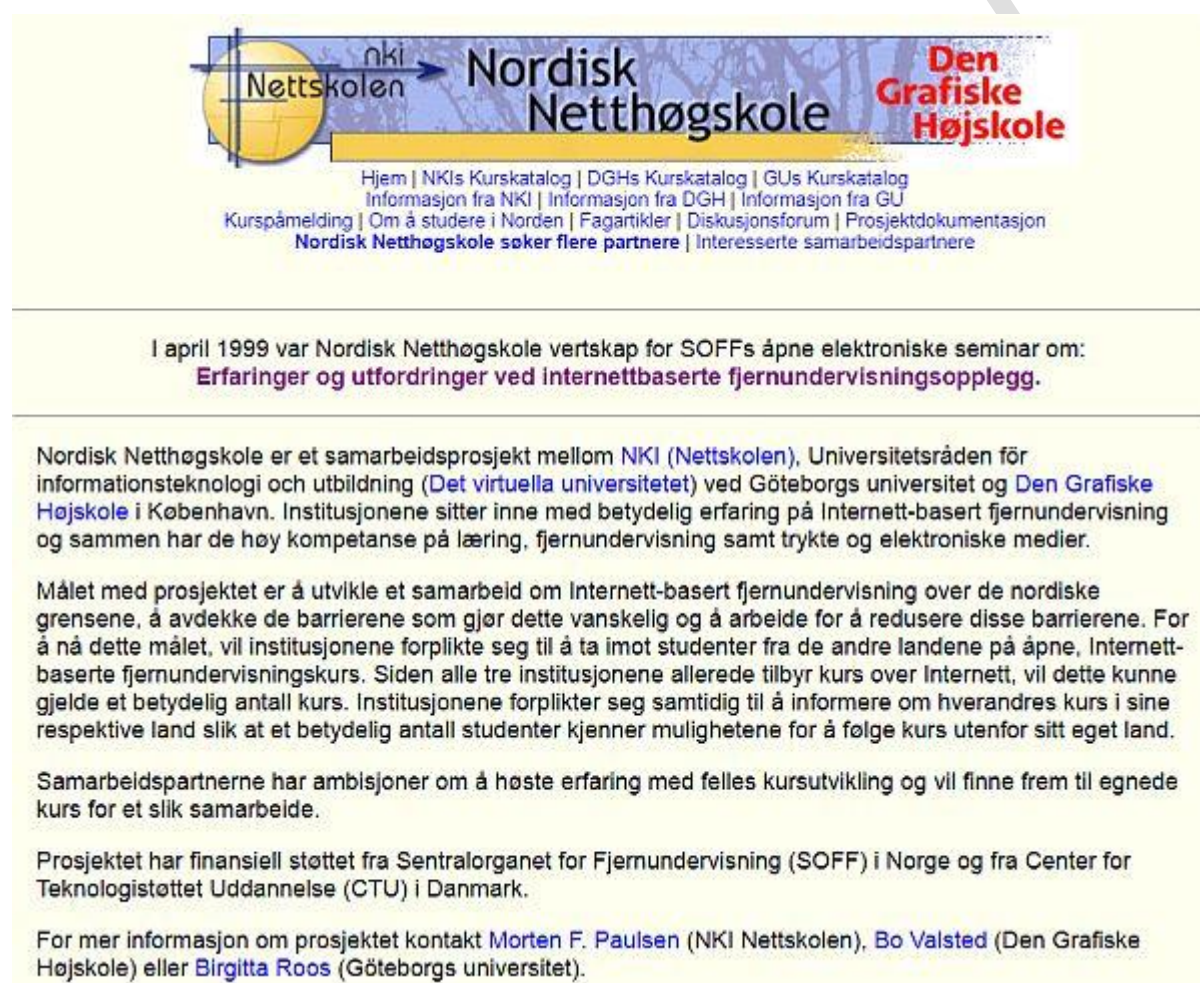 nki
Nettskolen
Nordisk
Netthøgskole
Den
Grafiske
Højskole
Hjem | NKIs Kurskatalog | DGHs Kurskatalog | GUs Kurskatalog
Informasjon fra NKI | Informasjon fra DGH | Informasjon fra GU
Kurspåmelding | Om å studere i Norden | Fagartikler | Diskusjonsforum | Prosjektdokumentasjon
Nordisk Netthøgskole søker flere partnere | Interesserte samarbeidspartnere
I april 1999 var Nordisk Netthøgskole vertskap for SOFFs åpne elektroniske seminar om:
Erfaringer og utfordringer ved internettbaserte fjernundervisningsopplegg.
Nordisk Netthøgskole er et samarbeidsprosjekt mellom NKI (Nettskolen), Universitetsråden för
informationsteknologi och utbildning (Det virtuella universitetet) ved Göteborgs universitet og Den Grafiske
Højskole i København. Institusjonene sitter inne med betydelig erfaring på Internett-basert fjernundervisning
og sammen har de høy kompetanse på læring, fjernundervisning samt trykte og elektroniske medier.
Målet med prosjektet er å utvikle et samarbeid om Internett-basert fjernundervisning over de nordiske
grensene, å avdekke de barrierene som gjør dette vanskelig og å arbeide for å redusere disse barrierene. For
å nå dette målet, vil institusjonene forplikte seg til å ta imot studenter fra de andre landene på åpne, Internett-
baserte fjernundervisningskurs. Siden alle tre institusjonene allerede tilbyr kurs over Internett, vil dette kunne
gjelde et betydelig antall kurs. Institusjonene forplikter seg samtidig til å informere om hverandres kurs i sine
respektive land slik at et betydelig antall studenter kjenner mulighetene for å følge kurs utenfor sitt eget land.
Samarbeidspartnerne har ambisjoner om å høste erfaring med felles kursutvikling og vil finne frem til egnede
kurs for et slik samarbeide.
Prosjektet har finansiell støttet fra Sentralorganet for Fjernundervisning (SOFF) i Norge og fra Center for
Teknologistøttet Uddannelse (CTU) i Danmark.
For mer informasjon om prosjektet kontakt Morten F. Paulsen (NKI Nettskolen), Bo Valsted (Den Grafiske
Højskole) eller Birgitta Roos (Göteborgs universitet).